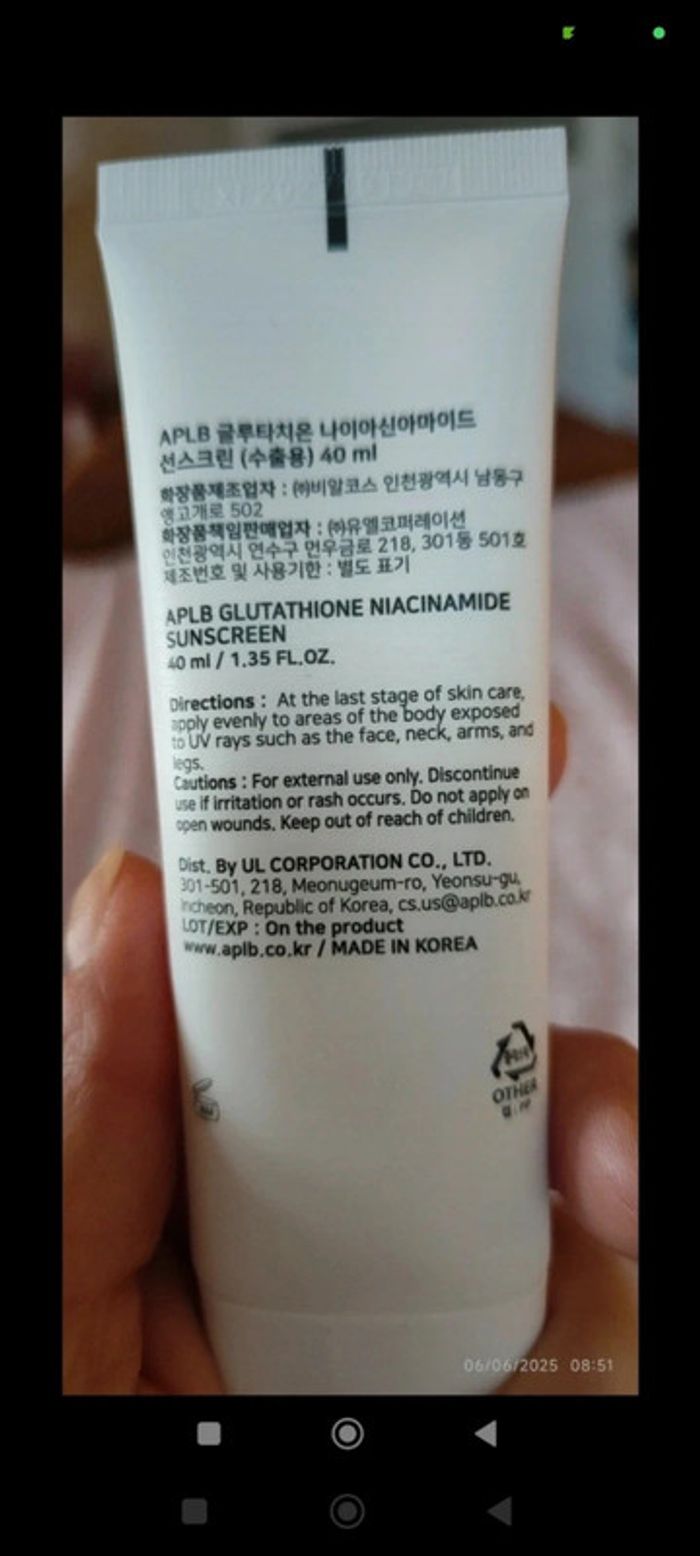 APLB 글루타치온 나이아신아마이드
선스크린 (수출용) 40 ml
화장품제조업자 : ㈜비알코스 인천광역시 남동구
앵고개로 502
화장품책임판매업자 : ㈜유엘코퍼레이션
인천광역시 연수구 먼우금로 218, 301동 501호
제조번호 및 사용기한 : 별도 표기
APLB GLUTATHIONE NIACINAMIDE
SUNSCREEN
40 ml / 1.35 FL.OZ.
Directions : At the last stage of skin care,
apply evenly to areas of the body exposed
to UV rays such as the face, neck, arms, and
legs.
Cautions : For external use only. Discontinue
use if irritation or rash occurs. Do not apply on
open wounds. Keep out of reach of children.
Dist. By UL CORPORATION CO., LTD.
301-501, 218, Meonugeum-ro, Yeonsu-gu,
Incheon, Republic of Korea, cs.us@aplb.co.kr
LOT/EXP : On the product
www.aplb.co.kr / MADE IN KOREA
OTHER
06/06/2025 08:51